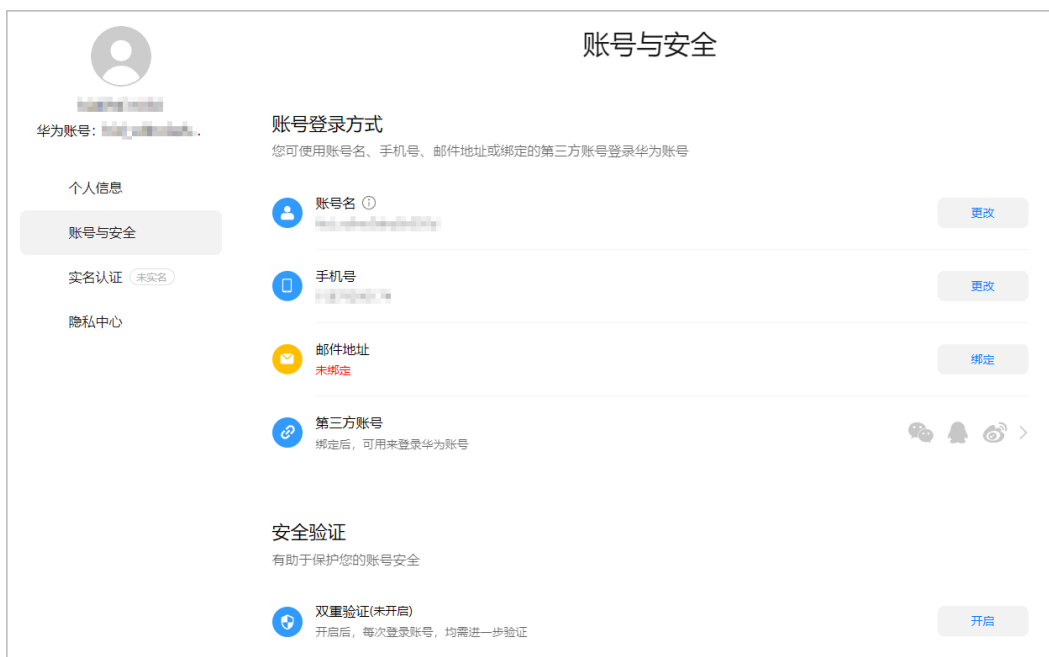 账号与安全
华为账号：
个人信息
账号与安全
实名认证 未实名
隐私中心
账号登录方式
您可使用账号名、手机号、邮件地址或绑定的第三方账号登录华为账号
账号名
更改
手机号
更改
邮件地址
未绑定
绑定
第三方账号
绑定后，可用来登录华为账号
安全验证
有助于保护您的账号安全
双重验证(未开启)
开启后，每次登录账号，均需进一步验证
开启